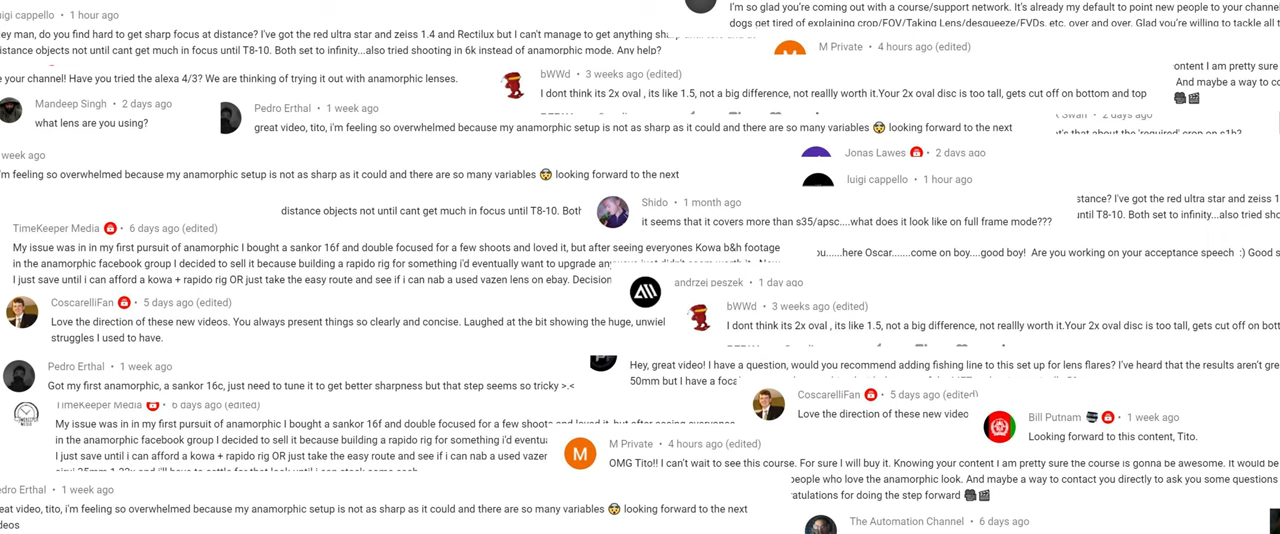 uigi cappello • 1 hour ago
ey man, do you find hard to get sharp focus at distance? I've got the red ultra star and zeiss 1.4 and Rectilux but I can't manage to get anything sharp until
istance objects not until cant get much in focus until T8-10. Both set to infinity...also tried shooting in 6k instead of anamorphic mode. Any help?
I'm so glad you're coming out with a course/support network. It's already my default to point new people to your channel
dogs get tired of explaining crop/FOV/Taking Lens/desqueeze/FVDs, etc. over and over. Glad you're willing to tackle all t
M Private • 4 hours ago (edited)
e your channel! Have you tried the alexa 4/3? We are thinking of trying it out with anamorphic lenses.
bWWd • 3 weeks ago (edited)
I dont think its 2x oval , its like 1.5, not a big difference, not reallly worth it.Your 2x oval disc is too tall, gets cut off on bottom and top
ontent I am pretty sure
And maybe a way to co
Mandeep Singh • 2 days ago
what lens are you using?
Pedro Erthal • 1 week ago
great video, tito, i'm feeling so overwhelmed because my anamorphic setup is not as sharp as it could and there are so many variables 🤯 looking forward to the next
Swan • 2 days ago
t's that about the 'required' crop on s1h?
week ago
'm feeling so overwhelmed because my anamorphic setup is not as sharp as it could and there are so many variables 🤯 looking forward to the next
Jonas Lawes • 2 days ago
luigi cappello • 1 hour ago
distance objects not until cant get much in focus until T8-10. Both
Shido • 1 month ago
it seems that it covers more than s35/apsc....what does it look like on full frame mode???
stance? I've got the red ultra star and zeiss 1
until T8-10. Both set to infinity...also tried sho
TimeKeeper Media • 6 days ago (edited)
My issue was in in my first pursuit of anamorphic I bought a sankor 16f and double focused for a few shoots and loved it, but after seeing everyones Kowa b&h footage
in the anamorphic facebook group I decided to sell it because building a rapido rig for something i'd eventually want to upgrade anyways just didn't seem worth it.. Now
I just save until i can afford a kowa + rapido rig OR just take the easy route and see if i can nab a used vazen lens on ebay. Decision
ou......here Oscar.......come on boy....good boy! Are you working on your acceptance speech :) Good s
andrzej peszek • 1 day ago
CoscarelliFan • 5 days ago (edited)
Love the direction of these new videos. You always present things so clearly and concise. Laughed at the bit showing the huge, unwiel
struggles I used to have.
bWWd • 3 weeks ago (edited)
I dont think its 2x oval , its like 1.5, not a big difference, not reallly worth it.Your 2x oval disc is too tall, gets cut off on bott
Pedro Erthal • 1 week ago
Got my first anamorphic, a sankor 16c, just need to tune it to get better sharpness but that step seems so tricky >.<
Hey, great video! I have a question, would you recommend adding fishing line to this set up for lens flares? I've heard that the results aren't gre
50mm but I have a foca
TimeKeeper Media • 6 days ago (edited)
My issue was in in my first pursuit of anamorphic I bought a sankor 16f and double focused for a few shoots and loved it, but after seeing everyones
in the anamorphic facebook group I decided to sell it because building a rapido rig for something i'd eventua
I just save until i can afford a kowa + rapido rig OR just take the easy route and see if i can nab a used vazen
CoscarelliFan • 5 days ago (edited)
Love the direction of these new video
Bill Putnam • 1 week ago
Looking forward to this content, Tito.
M Private • 4 hours ago (edited)
OMG Tito!! I can't wait to see this course. For sure I will buy it. Knowing your content I am pretty sure the course is gonna be awesome. It would be
people who love the anamorphic look. And maybe a way to contact you directly to ask you some questions
ratulations for doing the step forward
edro Erthal • 1 week ago
eat video, tito, i'm feeling so overwhelmed because my anamorphic setup is not as sharp as it could and there are so many variables 🤯 looking forward to the next
deos
The Automation Channel • 6 days ago